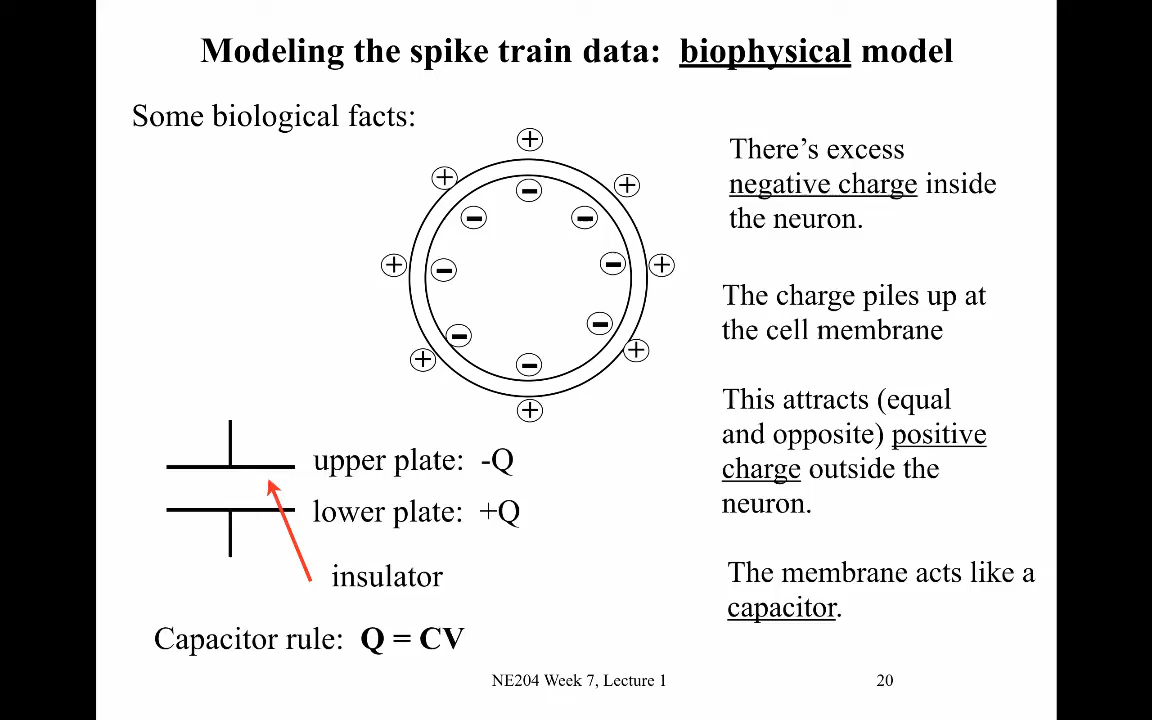 Modeling the spike train data: biophysical model
Some biological facts:
+
+
+
+
+
+
+
+
-
-
-
-
-
-
-
-
There’s excess
negative charge inside
the neuron.
The charge piles up at
the cell membrane
This attracts (equal
and opposite) positive
charge outside the
neuron.
The membrane acts like a
capacitor.
upper plate: -Q
lower plate: +Q
insulator
Capacitor rule: Q = CV
NE204 Week 7, Lecture 1
20